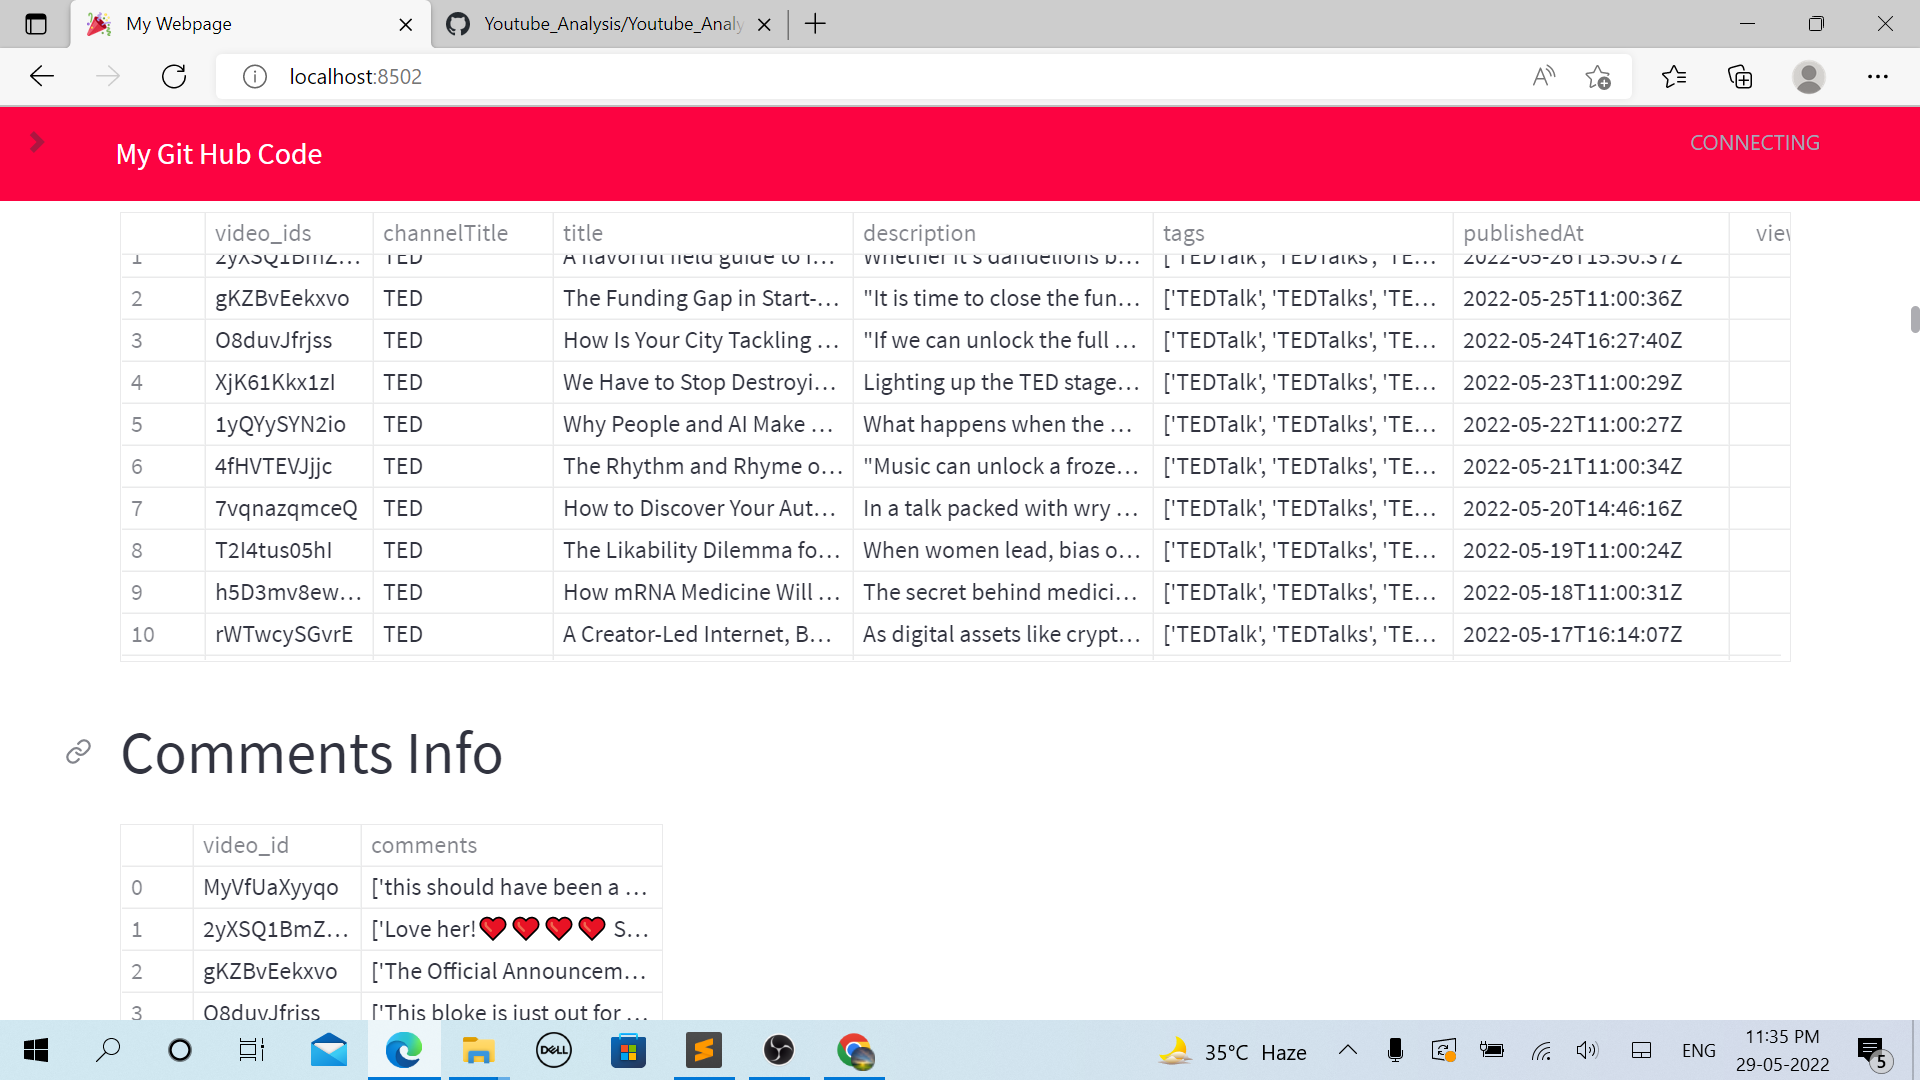 My Webpage
Youtube_Analysis/Youtube_Analy
localhost:8502
My Git Hub Code
CONNECTING
video_ids channelTitle title description tags publishedAt view
1 2yXSQ1BmZ... TED A flavorful field guide to f... Whether it's dandelions b... ['TEDTalk', 'TEDTalks', 'TE... 2022-05-26T15:50:37Z
2 gKZBvEekxvo TED The Funding Gap in Start-... "It is time to close the fun... ['TEDTalk', 'TEDTalks', 'TE... 2022-05-25T11:00:36Z
3 O8duvJfrjss TED How Is Your City Tackling ... "If we can unlock the full ... ['TEDTalk', 'TEDTalks', 'TE... 2022-05-24T16:27:40Z
4 XjK61Kkx1zI TED We Have to Stop Destroyi... Lighting up the TED stage... ['TEDTalk', 'TEDTalks', 'TE... 2022-05-23T11:00:29Z
5 1yQYySYN2io TED Why People and AI Make ... What happens when the ... ['TEDTalk', 'TEDTalks', 'TE... 2022-05-22T11:00:27Z
6 4fHVTEVJjjc TED The Rhythm and Rhyme o... "Music can unlock a froze... ['TEDTalk', 'TEDTalks', 'TE... 2022-05-21T11:00:34Z
7 7vqnazqmceQ TED How to Discover Your Aut... In a talk packed with wry ... ['TEDTalk', 'TEDTalks', 'TE... 2022-05-20T14:46:16Z
8 T2I4tus05hI TED The Likability Dilemma fo... When women lead, bias o... ['TEDTalk', 'TEDTalks', 'TE... 2022-05-19T11:00:24Z
9 h5D3mv8ew... TED How mRNA Medicine Will ... The secret behind medici... ['TEDTalk', 'TEDTalks', 'TE... 2022-05-18T11:00:31Z
10 rWTwcySGvrE TED A Creator-Led Internet, B... As digital assets like crypt... ['TEDTalk', 'TEDTalks', 'TE... 2022-05-17T16:14:07Z
Comments Info
video_id comments
0 MyVfUaXyyqo ['this should have been a ...
1 2yXSQ1BmZ... ['Love her!❤️❤️❤️❤️ S...
2 gKZBvEekxvo ['The Official Announcem...
3 O8duvJfrjss ['This bloke is just out for ...
DELL
35°C Haze
ENG
11:35 PM
29-05-2022
5